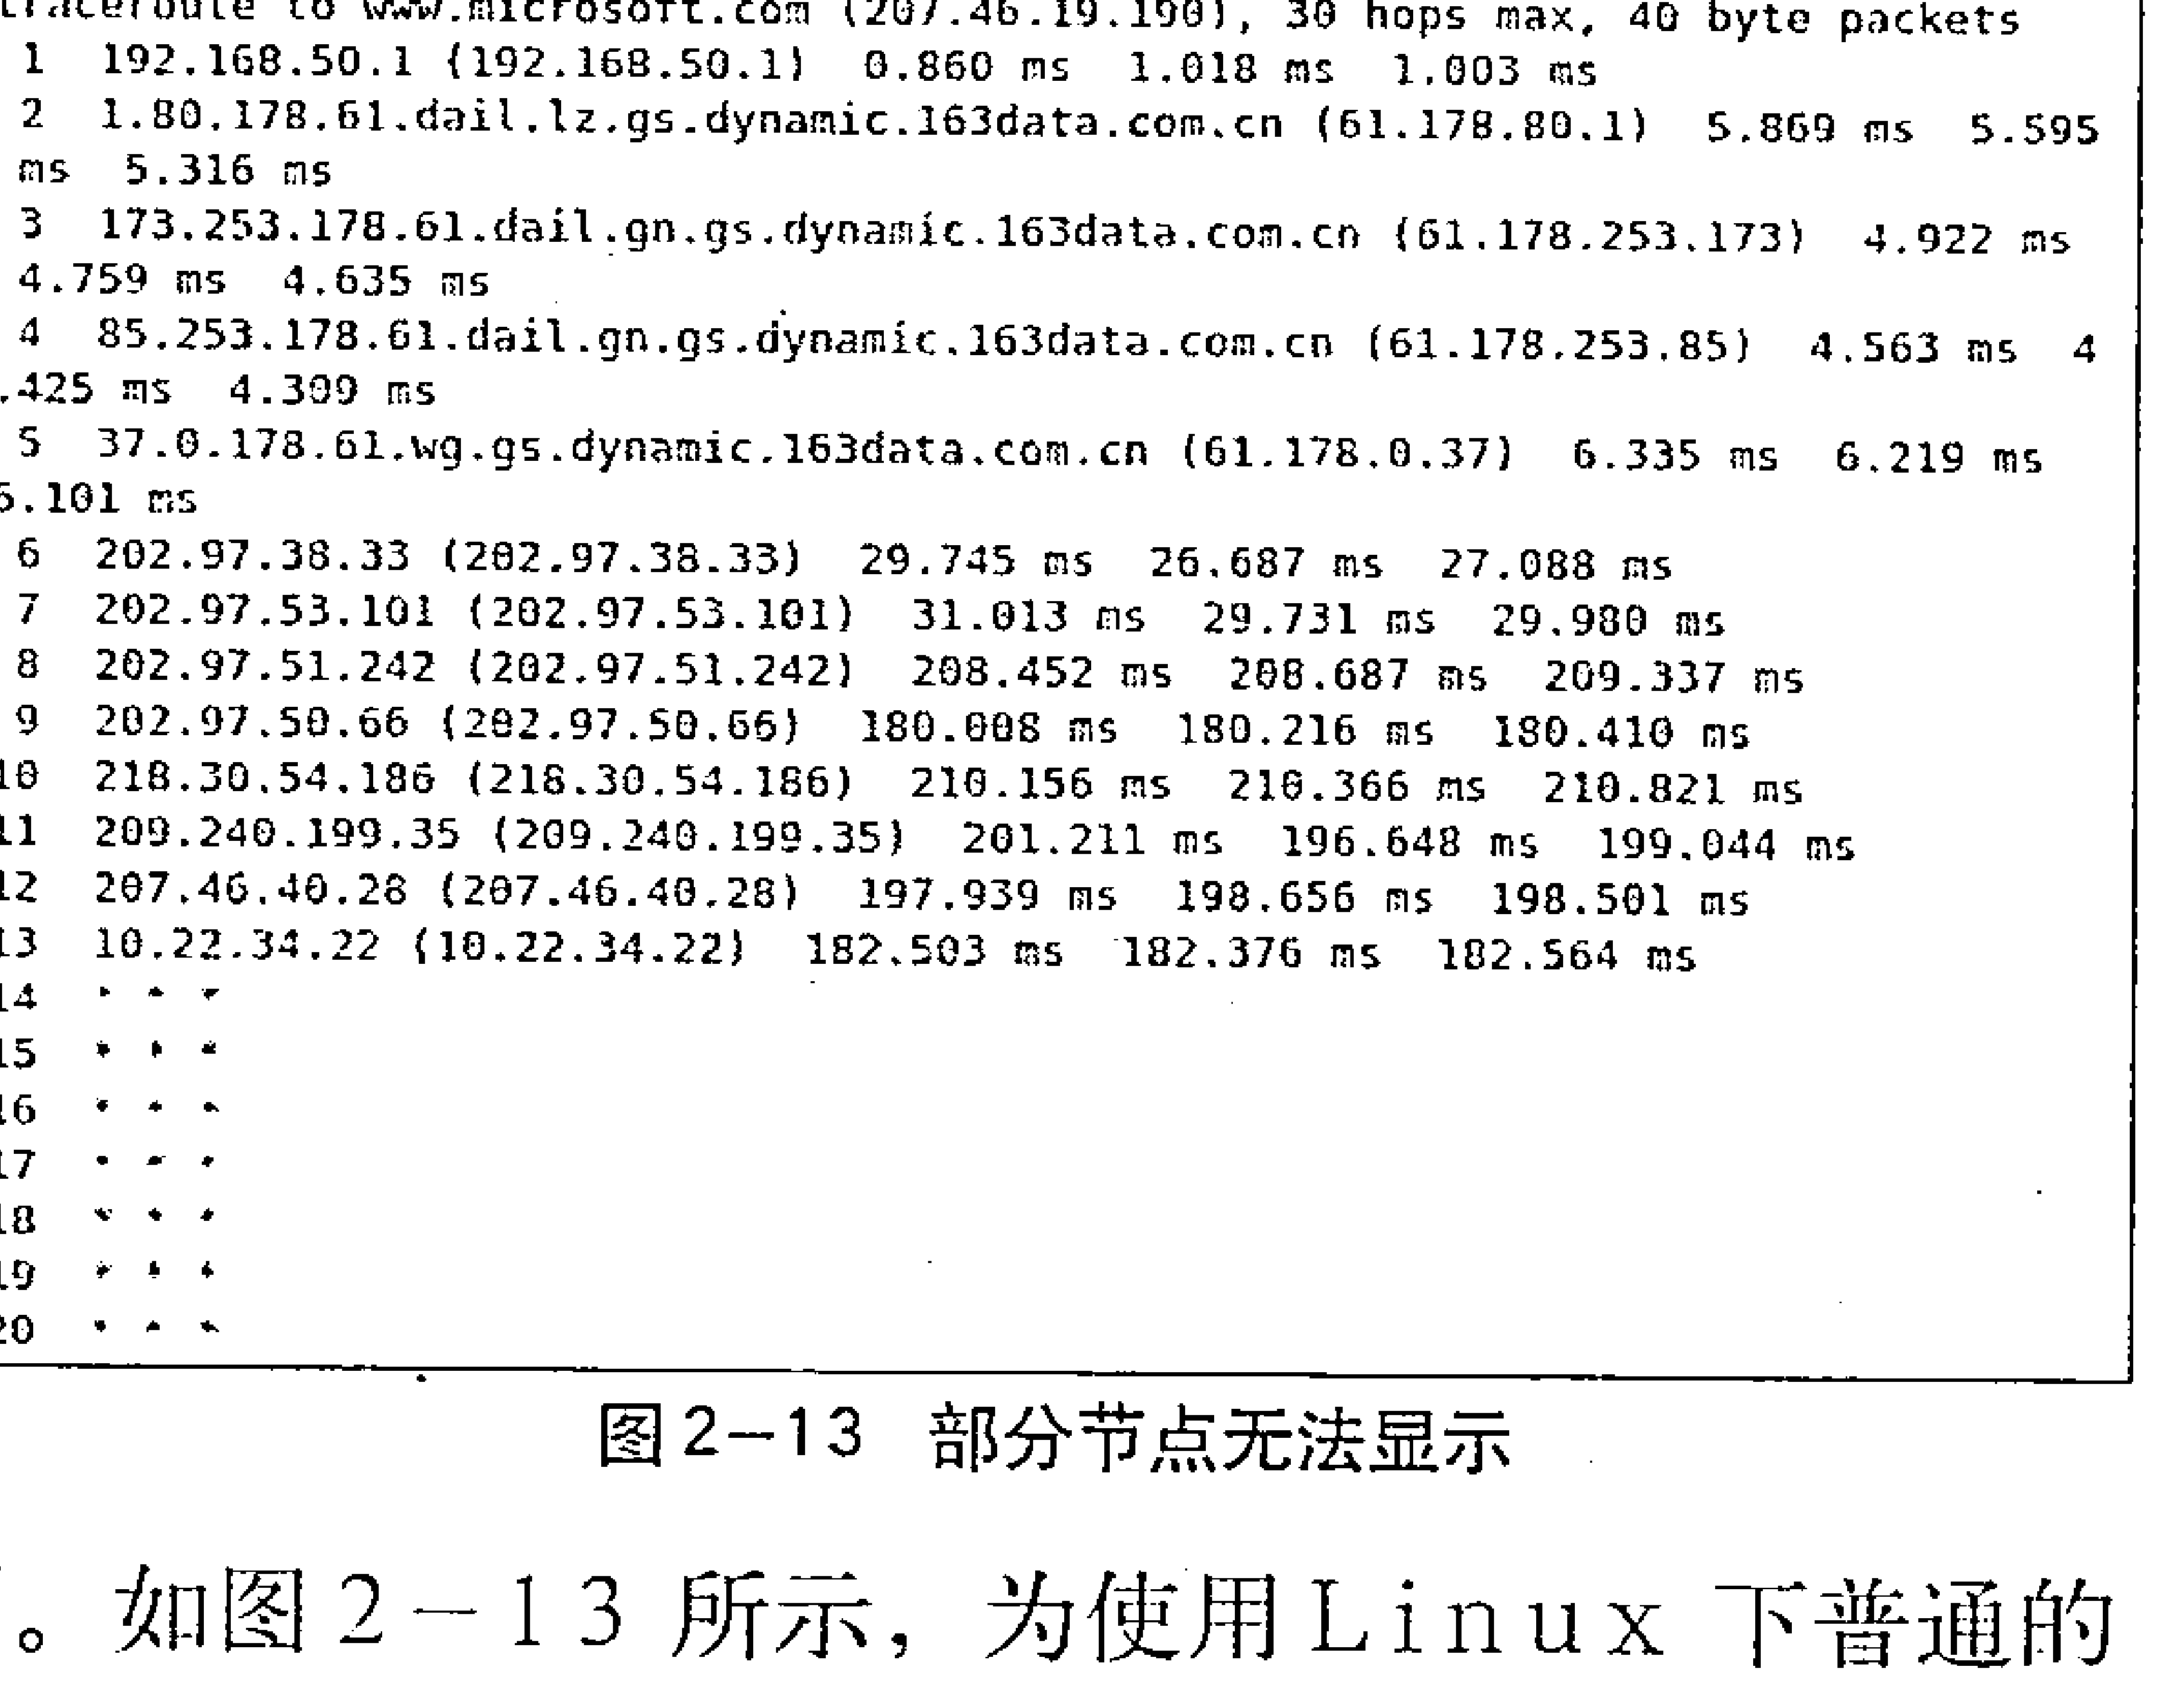 traceroute to www.microsoft.com (207.46.19.190), 30 hops max, 40 byte packets
1 192.168.50.1 (192.168.50.1) 0.860 ms 1.018 ms 1.003 ms
2 1.80.178.61.dail.lz.gs.dynamic.163data.com.cn (61.178.80.1) 5.869 ms 5.595
ms 5.316 ms
3 173.253.178.61.dail.gn.gs.dynamic.163data.com.cn (61.178.253.173) 4.922 ms
4.759 ms 4.635 ms
4 85.253.178.61.dail.gn.gs.dynamic.163data.com.cn (61.178.253.85) 4.563 ms 4
.425 ms 4.309 ms
5 37.0.178.61.wg.gs.dynamic.163data.com.cn (61.178.0.37) 6.335 ms 6.219 ms
6.101 ms
6 202.97.38.33 (202.97.38.33) 29.745 ms 26.687 ms 27.088 ms
7 202.97.53.101 (202.97.53.101) 31.013 ms 29.731 ms 29.980 ms
8 202.97.51.242 (202.97.51.242) 208.452 ms 208.687 ms 209.337 ms
9 202.97.50.66 (202.97.50.66) 180.008 ms 180.216 ms 180.410 ms
10 218.30.54.186 (218.30.54.186) 210.156 ms 210.366 ms 210.821 ms
11 209.240.199.35 (209.240.199.35) 201.211 ms 196.648 ms 199.044 ms
12 207.46.40.28 (207.46.40.28) 197.939 ms 198.656 ms 198.501 ms
13 10.22.34.22 (10.22.34.22) 182.503 ms 182.376 ms 182.564 ms
14 * * *
15 * * *
16 * * *
17 * * *
18 * * *
19 * * *
20 * * *
图2-13 部分节点无法显示
。如图2-13所示，为使用Linux下普通的